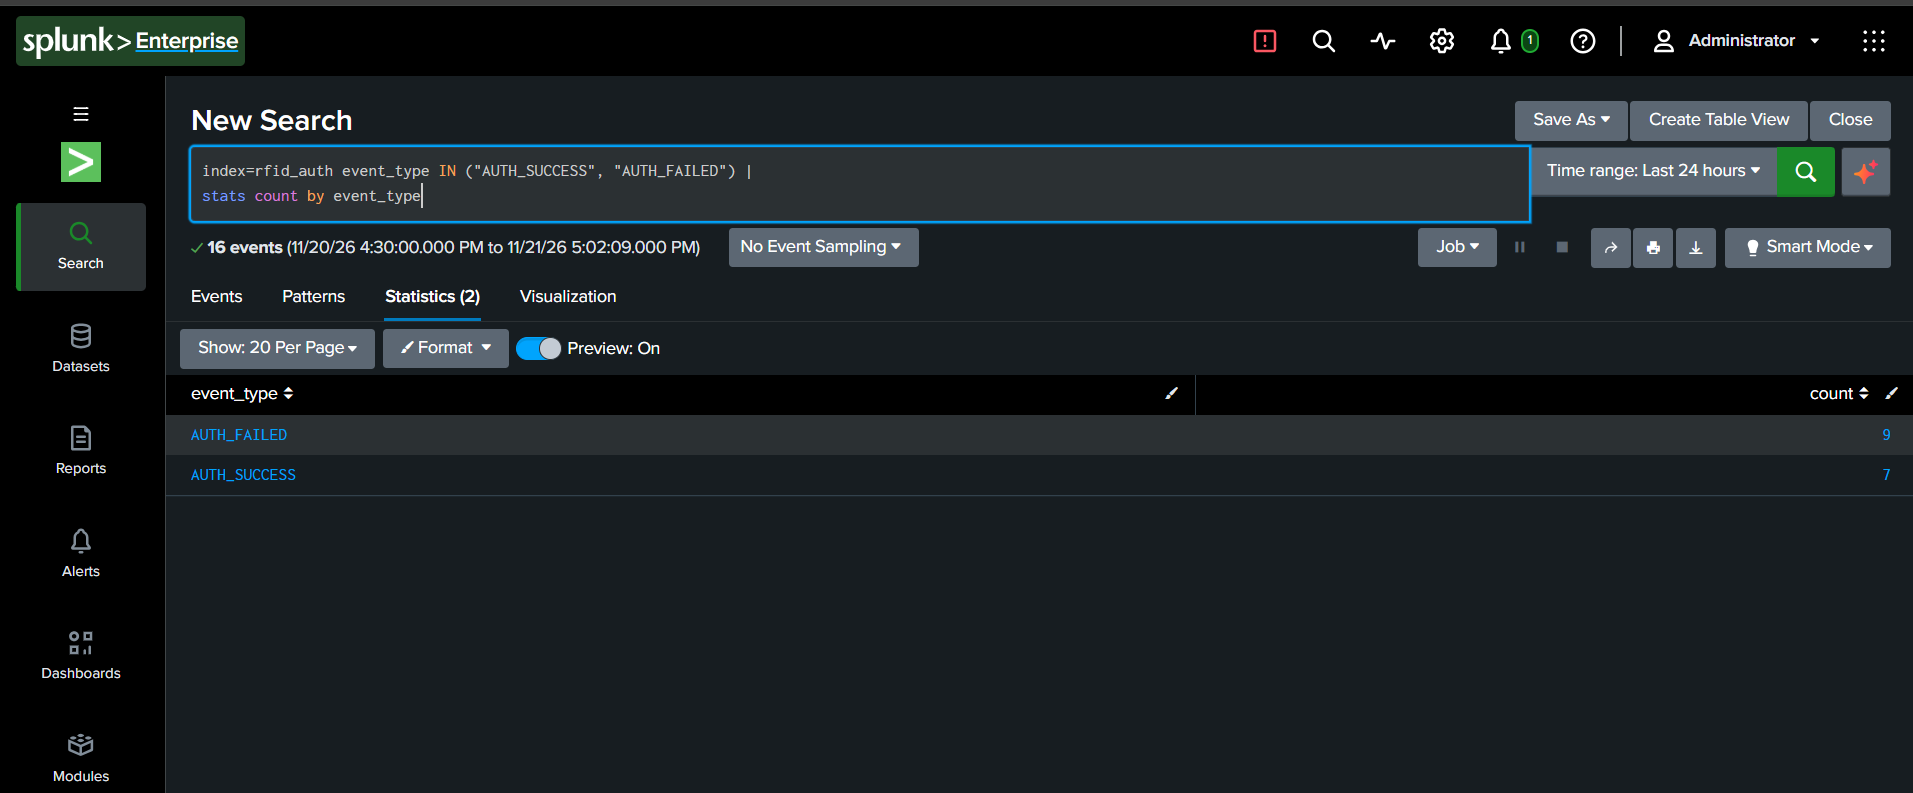 splunk>Enterprise
1
Administrator
New Search
Save As
Create Table View
Close
index=rfid_auth event_type IN ("AUTH_SUCCESS", "AUTH_FAILED") |
stats count by event_type
Time range: Last 24 hours
16 events (11/20/26 4:30:00.000 PM to 11/21/26 5:02:09.000 PM)
No Event Sampling
Job
Smart Mode
Events
Patterns
Statistics (2)
Visualization
Show: 20 Per Page
Format
Preview: On
event_type
count
AUTH_FAILED
9
AUTH_SUCCESS
7
Search
Datasets
Reports
Alerts
Dashboards
Modules